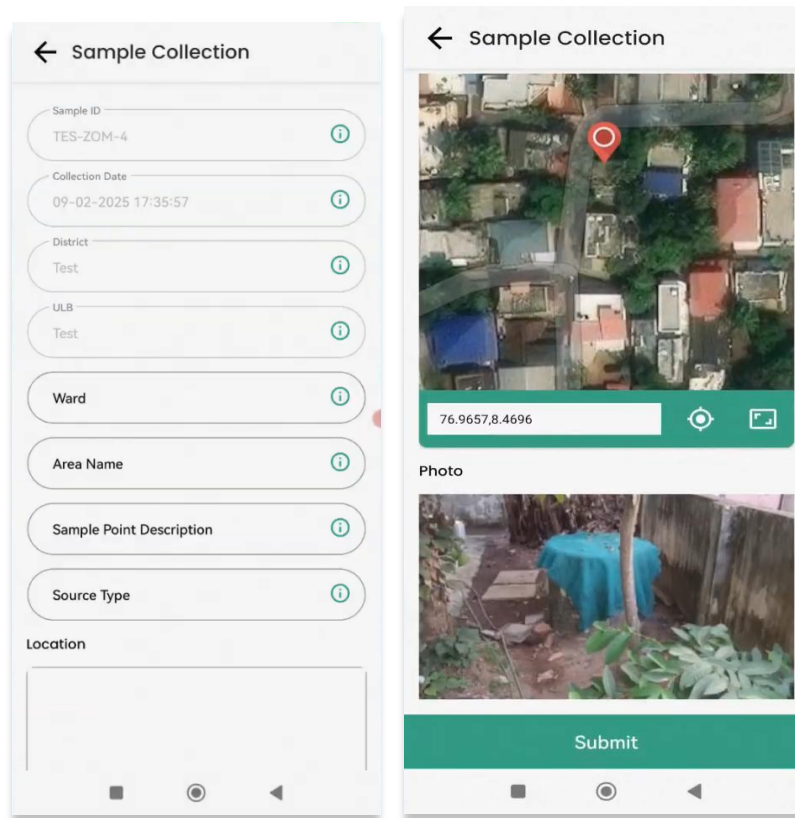 Sample Collection
Sample ID
TES-ZOM-4
Collection Date
09-02-2025 17:35:57
District
Test
ULB
Test
Ward
Area Name
Sample Point Description
Source Type
Location
Sample Collection
76.9657,8.4696
Photo
Submit